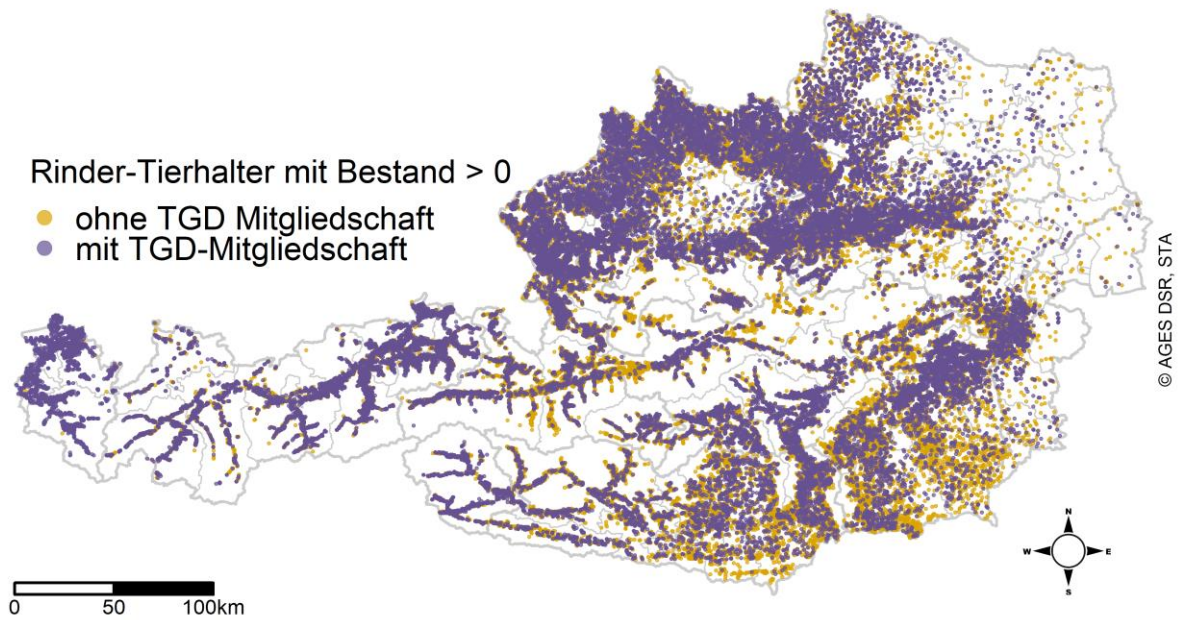 Rinder-Tierhalter mit Bestand > 0
ohne TGD Mitgliedschaft
mit TGD-Mitgliedschaft
© AGES DSR, STA
N
W E
S
0 50 100km